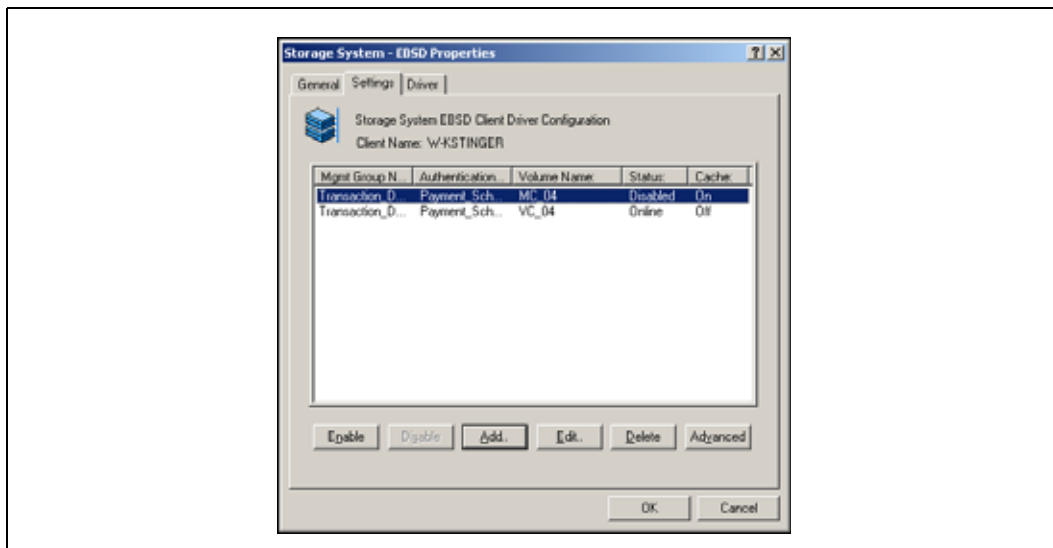 Storage System - EBSD Properties
General Settings Driver
Storage System EBSD Client Driver Configuration
Client Name: W-KSTINGER
Mgmt Group N... Authentication... Volume Name: Status: Cache:
Transaction_D... Payment_Sch... MC_04 Disabled On
Transaction_D... Payment_Sch... VC_04 Online Off
Enable Disable Add.. Edit.. Delete Advanced
OK Cancel